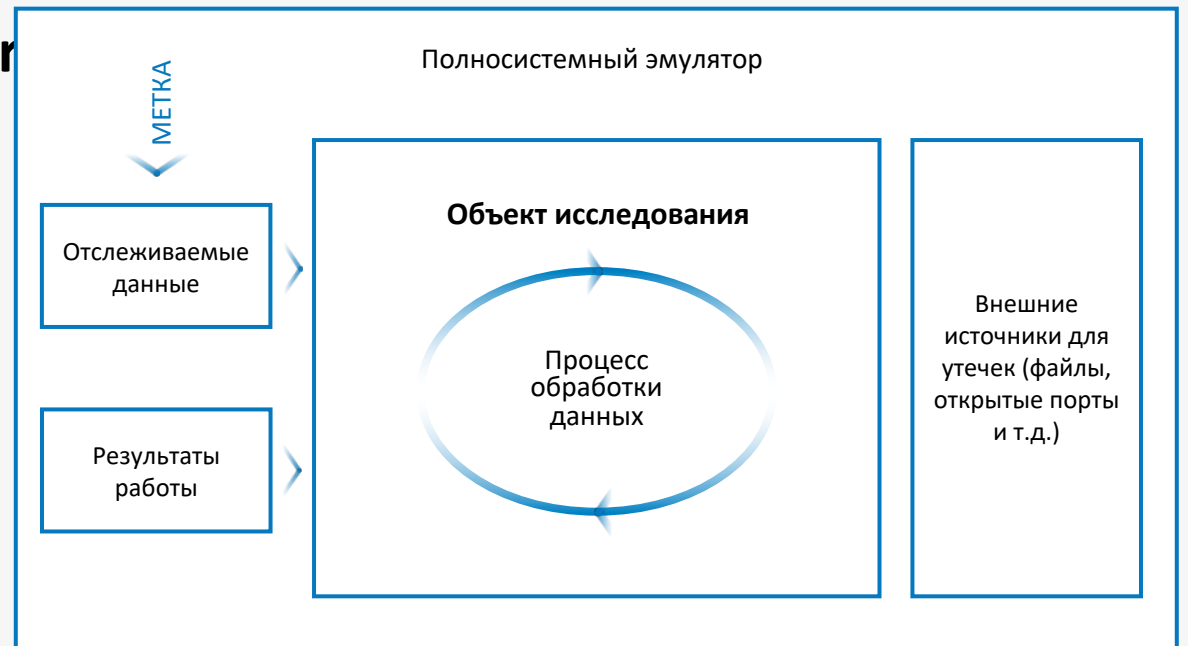 Полносистемный эмулятор
МЕТКА
Отслеживаемые
данные
Объект исследования
Процесс
обработки
данных
Результаты
работы
Внешние
источники для
утечек (файлы,
открытые порты
и т.д.)